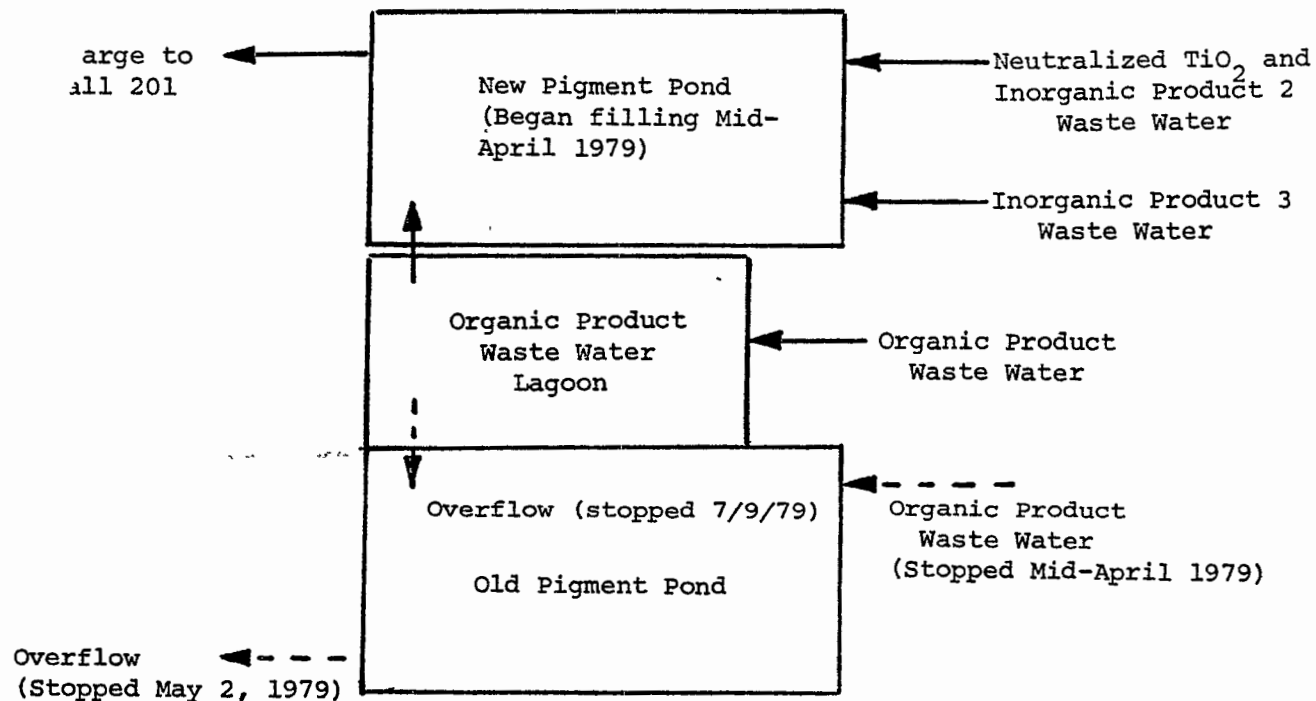 arge to
all 201
New Pigment Pond
(Began filling Mid-
April 1979)
Neutralized TiO2 and
Inorganic Product 2
Waste Water
Inorganic Product 3
Waste Water
Organic Product
Waste Water
Lagoon
Organic Product
Waste Water
Overflow (stopped 7/9/79)
Old Pigment Pond
Organic Product
Waste Water
(Stopped Mid-April 1979)
Overflow
(Stopped May 2, 1979)